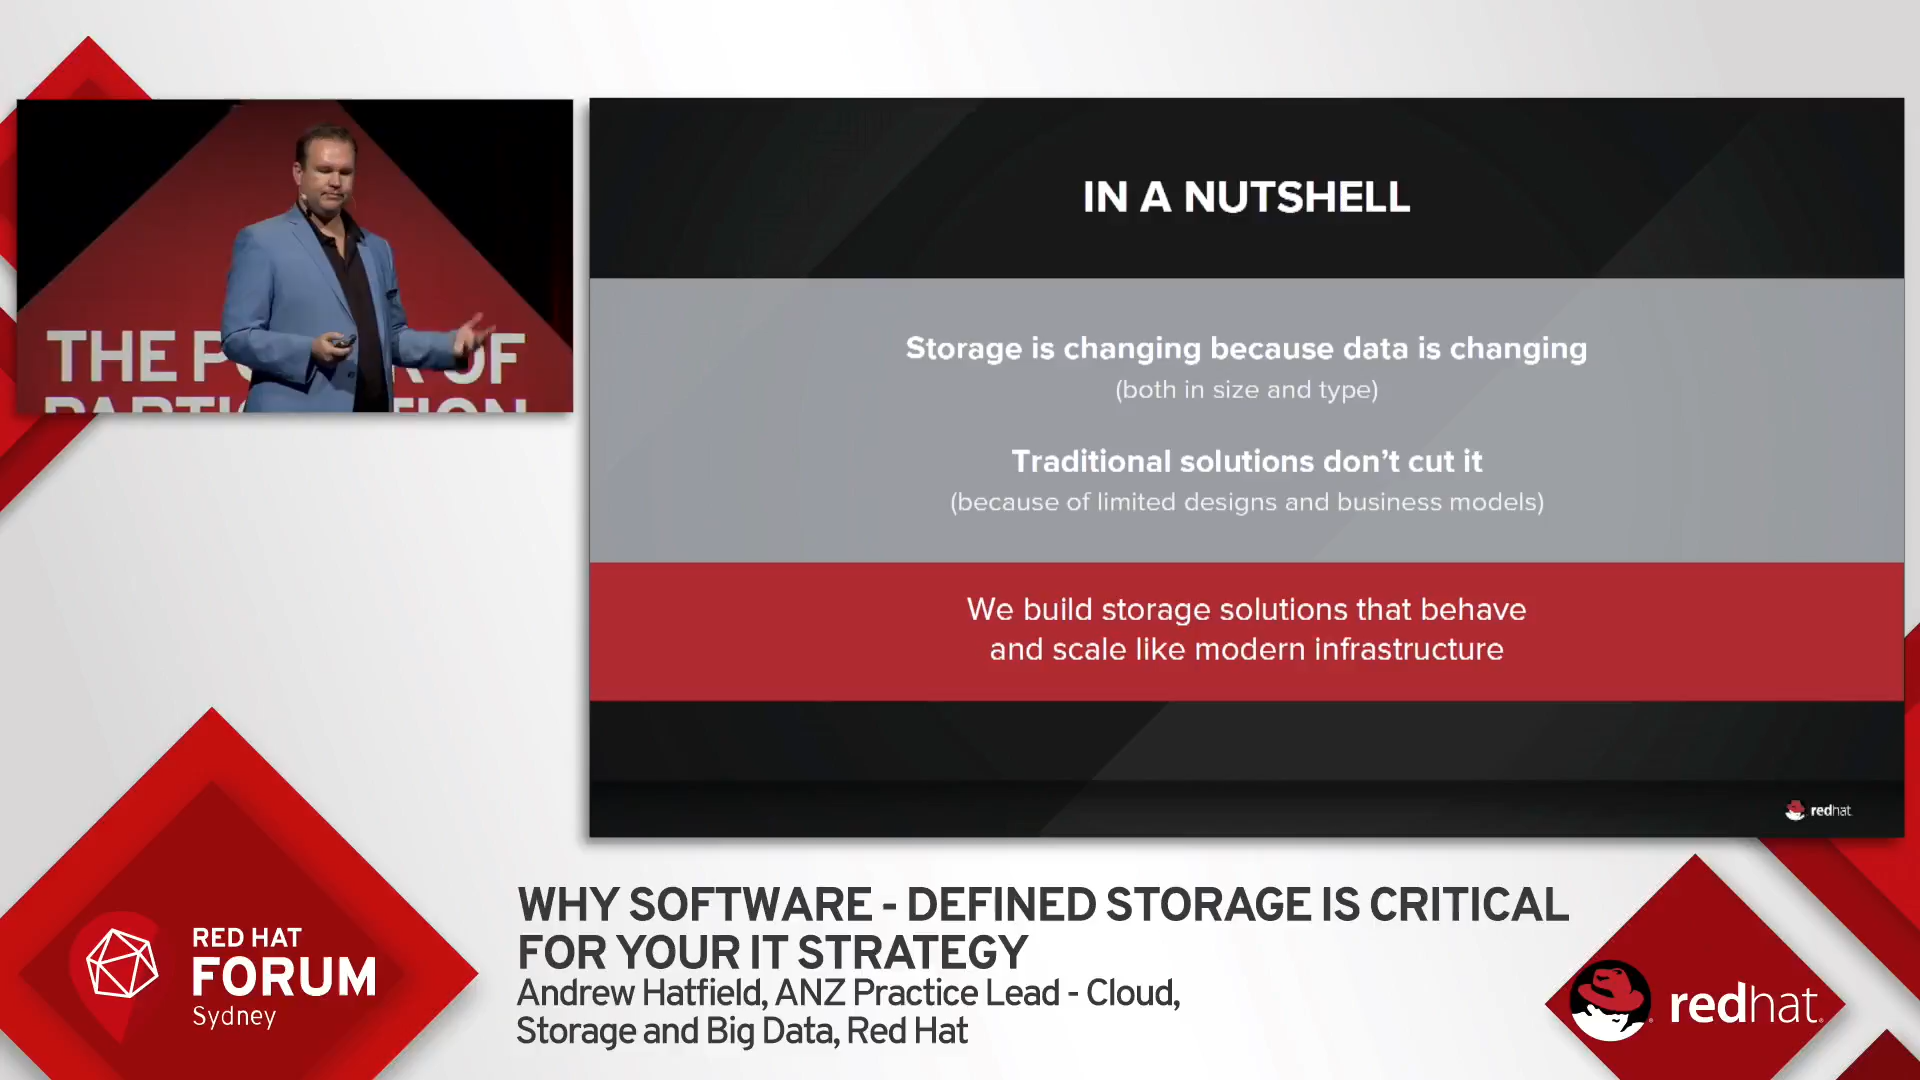 THE P
OF
IN A NUTSHELL
Storage is changing because data is changing
(both in size and type)
Traditional solutions don’t cut it
(because of limited designs and business models)
We build storage solutions that behave
and scale like modern infrastructure
redhat
WHY SOFTWARE - DEFINED STORAGE IS CRITICAL
FOR YOUR IT STRATEGY
Andrew Hatfield, ANZ Practice Lead - Cloud,
Storage and Big Data, Red Hat
RED HAT
FORUM
Sydney
redhat